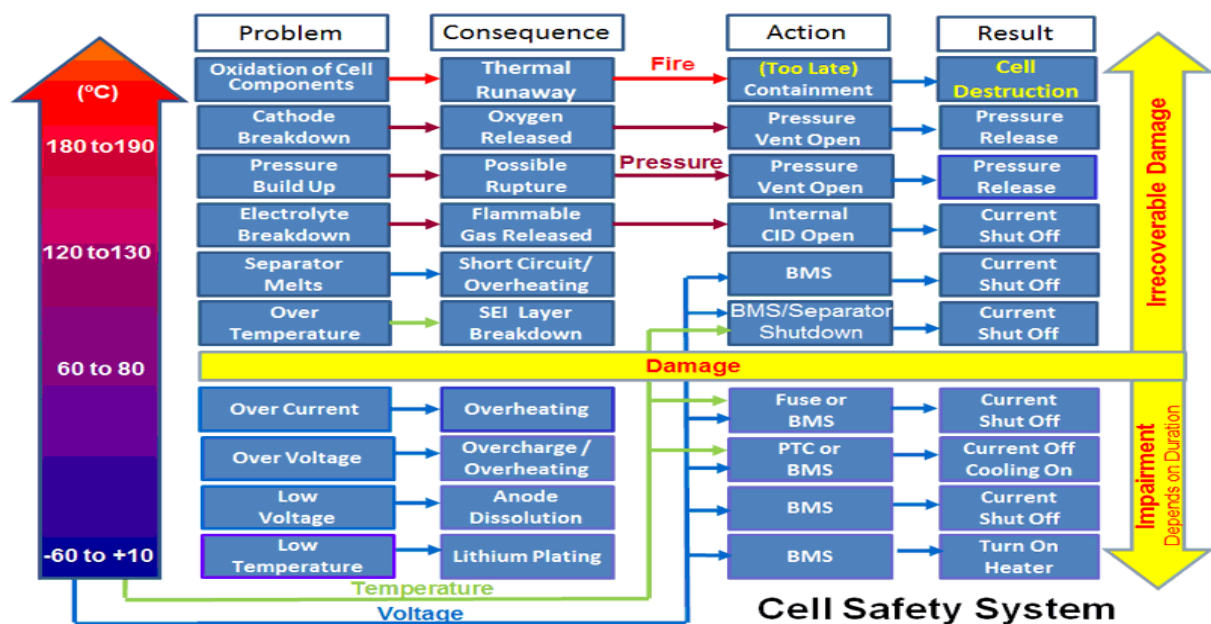 Problem
Consequence
Action
Result
(°C)
Oxidation of Cell
Components
Thermal
Runaway
Fire
(Too Late)
Containment
Cell
Destruction
180 to190
Cathode
Breakdown
Oxygen
Released
Pressure
Vent Open
Pressure
Release
Pressure
Build Up
Possible
Rupture
Pressure
Pressure
Vent Open
Pressure
Release
120 to130
Electrolyte
Breakdown
Flammable
Gas Released
Internal
CID Open
Current
Shut Off
Separator
Melts
Short Circuit/
Overheating
BMS
Current
Shut Off
Over
Temperature
SEI Layer
Breakdown
BMS/Separator
Shutdown
Current
Shut Off
Irrecoverable Damage
60 to 80
Damage
Over Current
Overheating
Fuse or
BMS
Current
Shut Off
Over Voltage
Overcharge /
Overheating
PTC or
BMS
Current Off
Cooling On
Low
Voltage
Anode
Dissolution
BMS
Current
Shut Off
-60 to +10
Low
Temperature
Lithium Plating
BMS
Turn On
Heater
Impairment
Depends on Duration
Temperature
Voltage
Cell Safety System